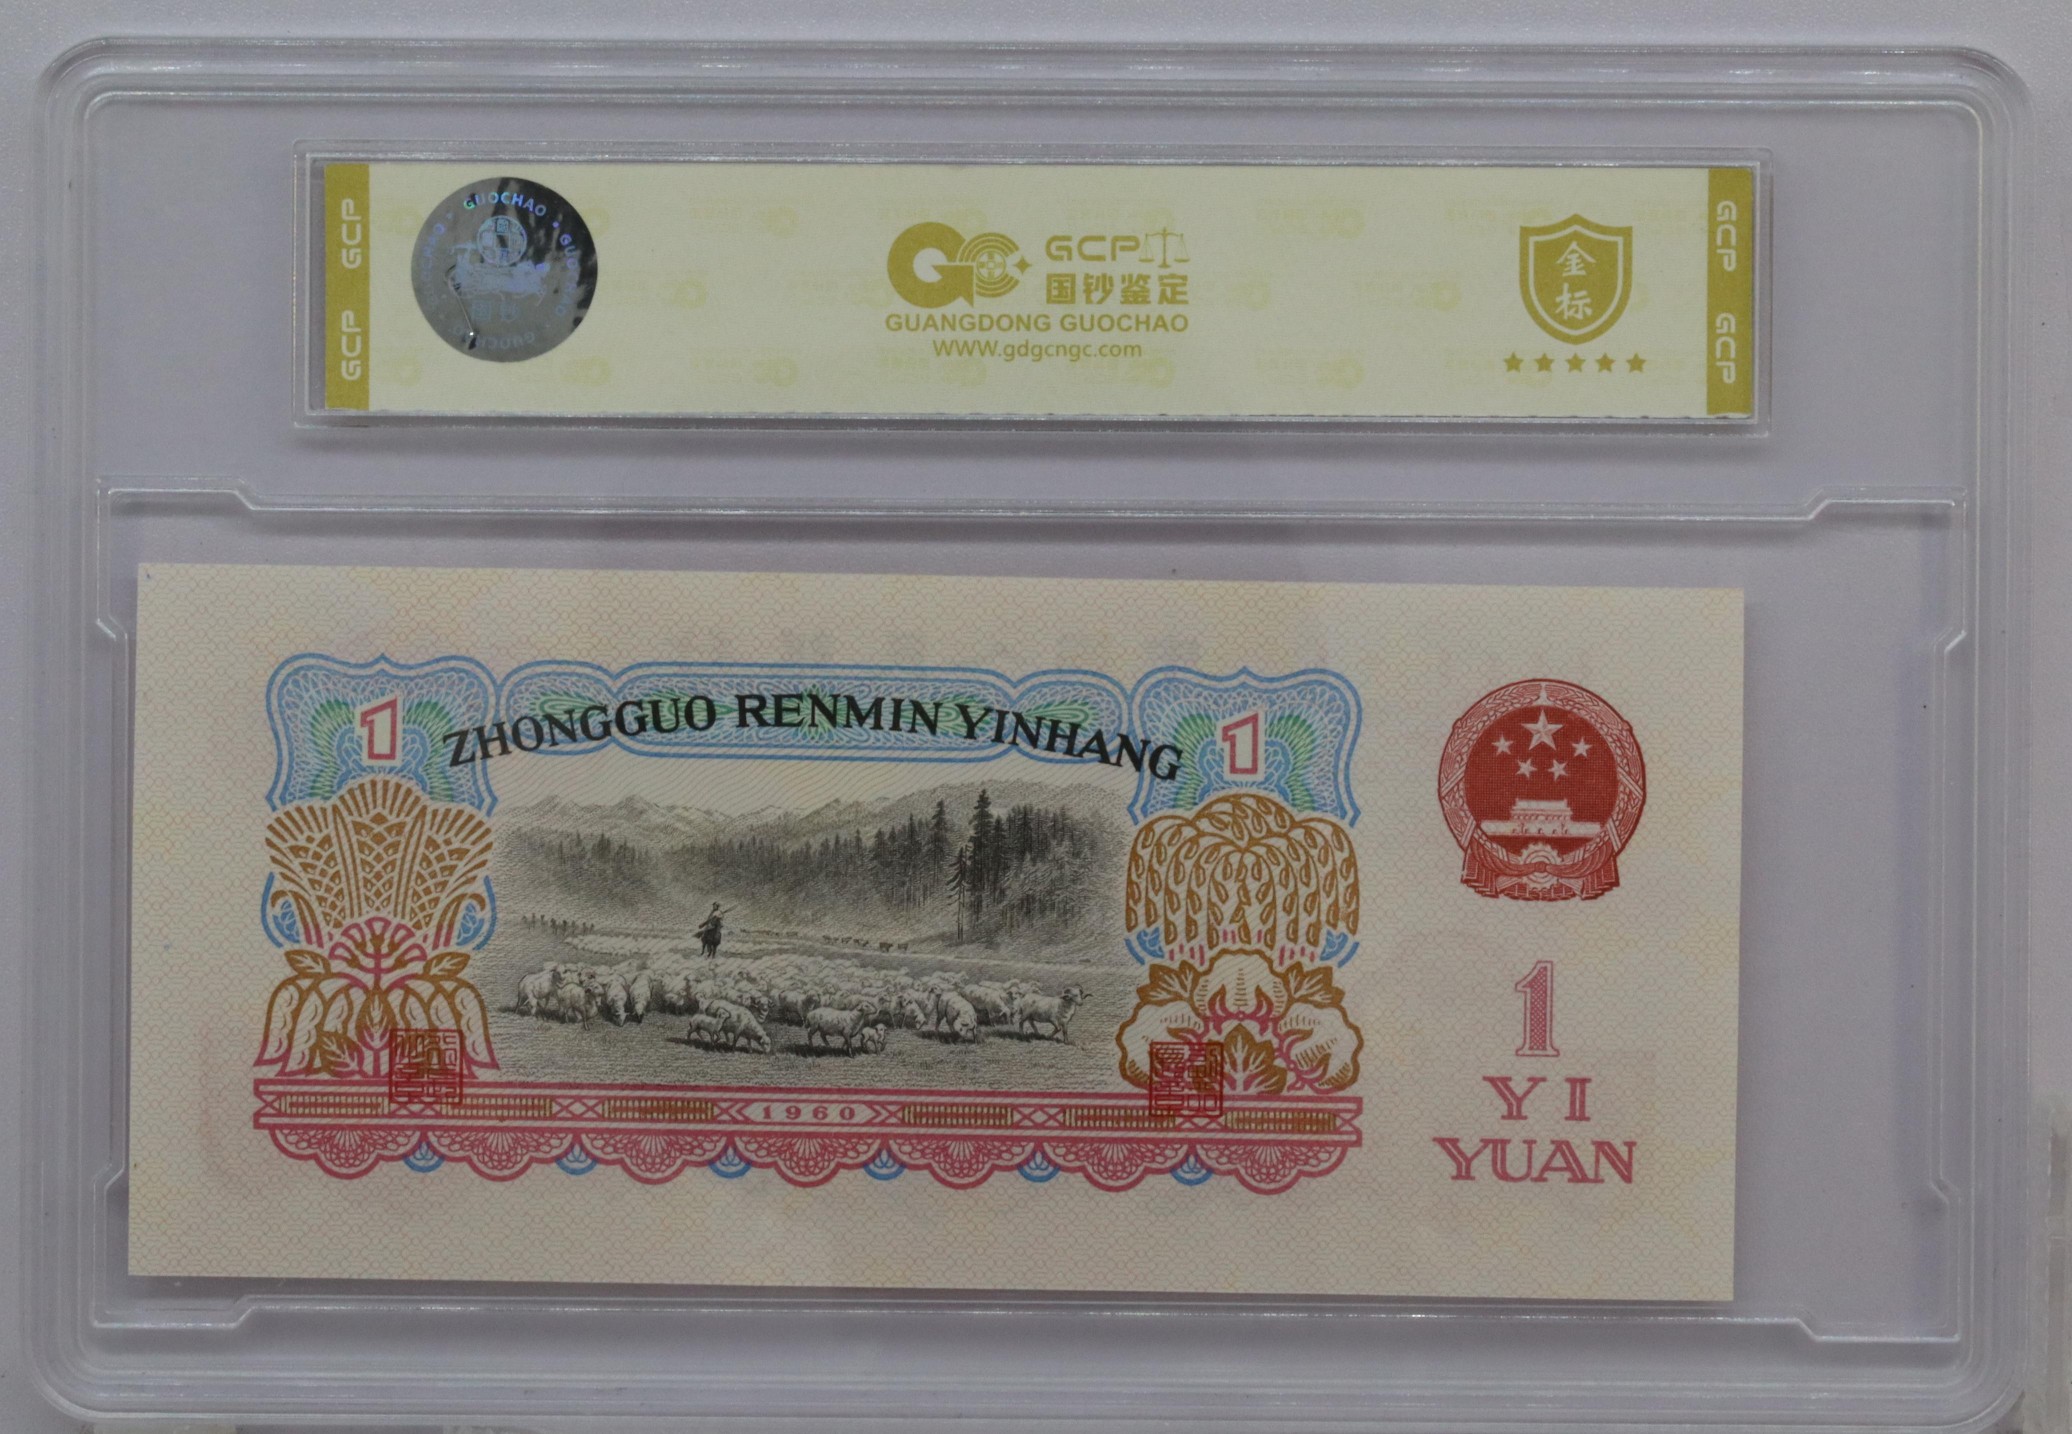 GCP
GCP
GUOCHAO
GCP
国钞鉴定
GUANGDONG GUOCHAO
WWW.gdgcngc.com
金标
GCP
GCP
1
ZHONGGUO RENMIN YINHANG
1
1960
1
YI
YUAN